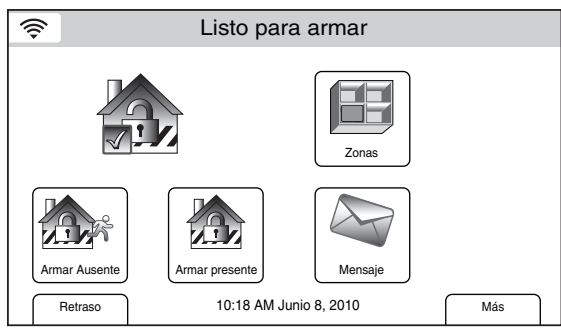 Listo para armar
Zonas
Armar Ausente
Armar presente
Mensaje
Retraso
10:18 AM Junio 8, 2010
Más